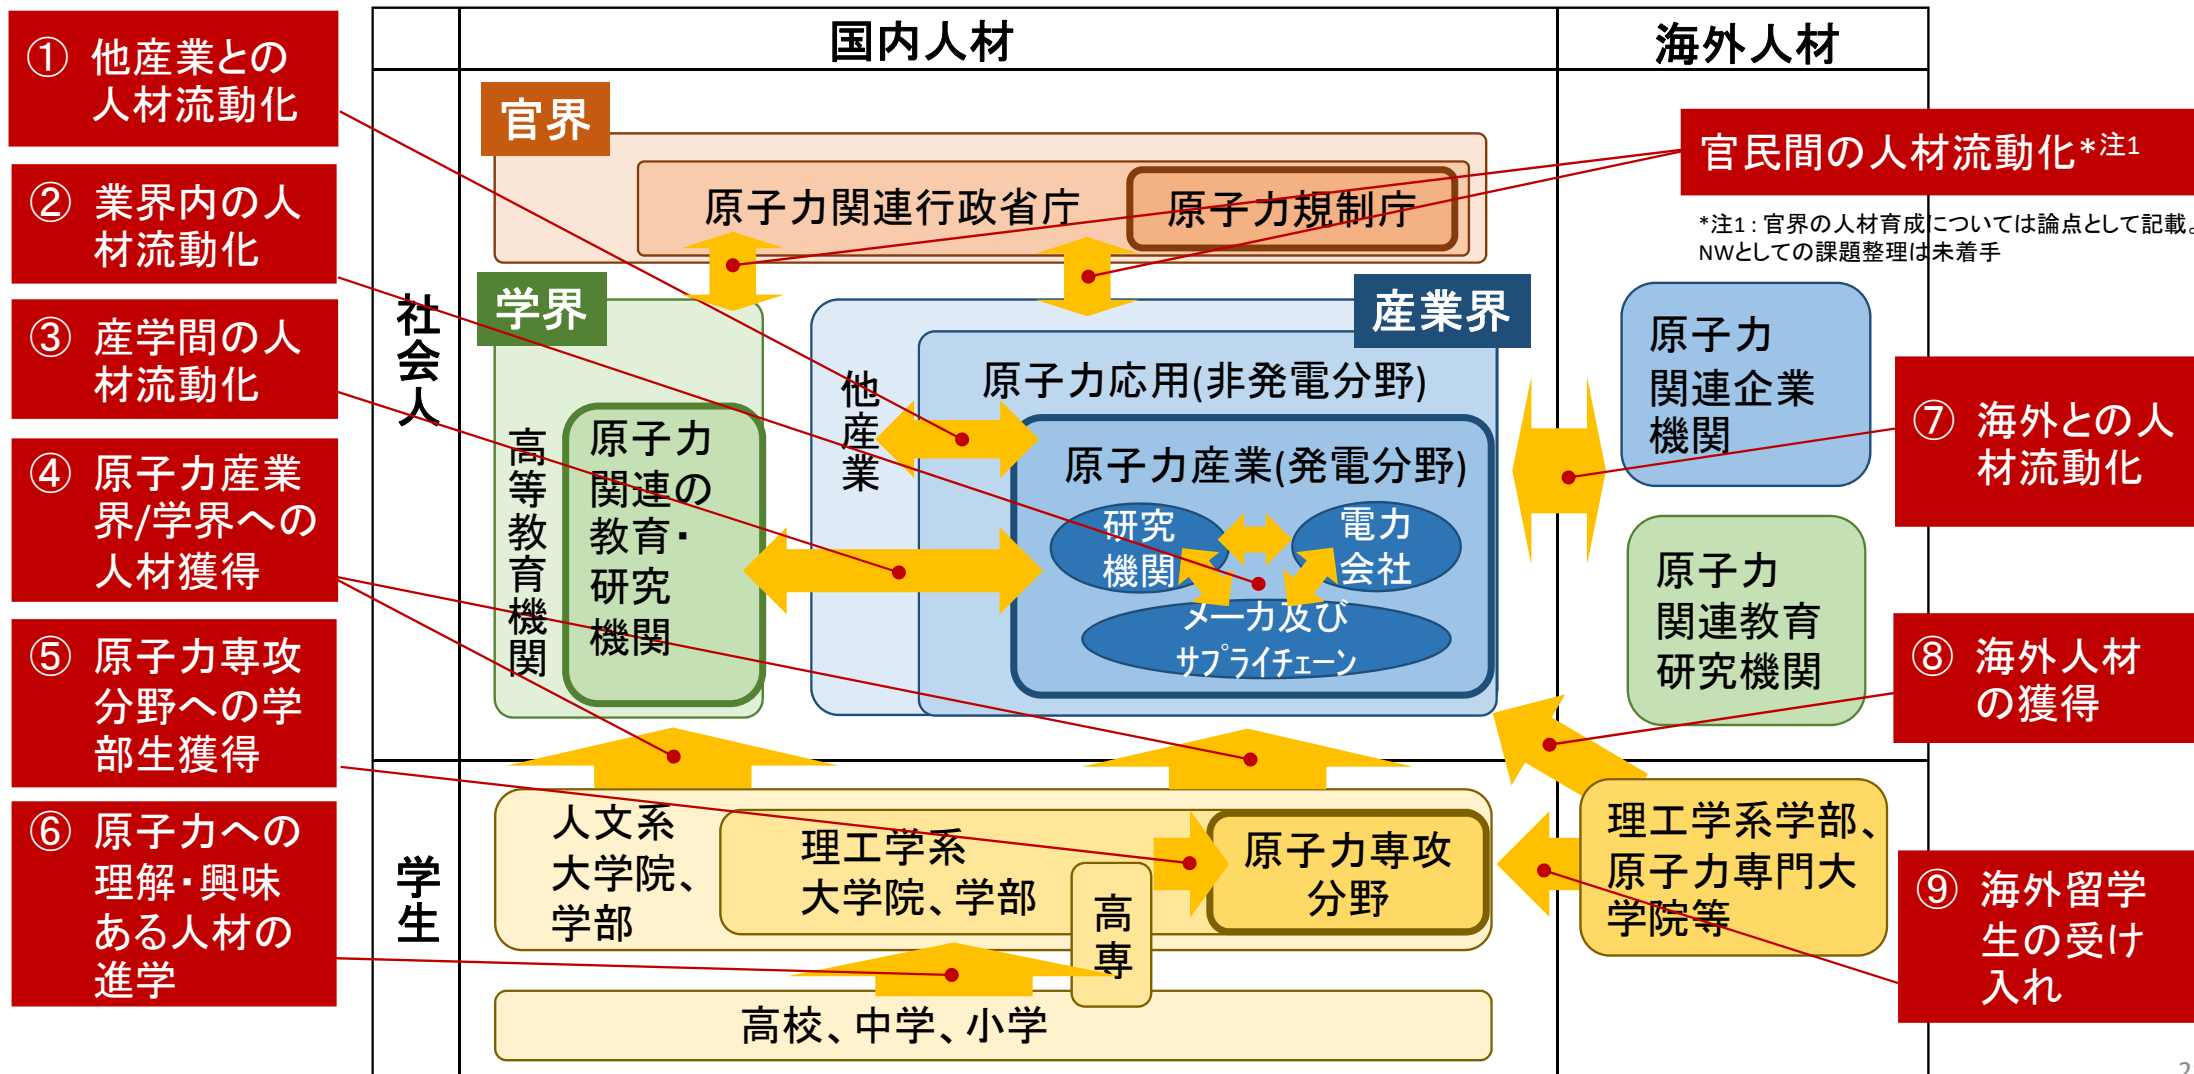 国内人材
海外人材
① 他産業との
人材流動化
② 業界内の人
材流動化
③ 産学間の人
材流動化
④ 原子力産業
界/学界への
人材獲得
⑤ 原子力専攻
分野への学
部生獲得
⑥ 原子力への
理解・興味
ある人材の
進学
社会人
学生
官界
原子力関連行政省庁
原子力規制庁
官民間の人材流動化*注1
*注1：官界の人材育成については論点として記載。
NWとしての課題整理は未着手
学界
高等教育機関
原子力
関連の
教育・
研究
機関
産業界
他産業
原子力応用(非発電分野)
原子力産業(発電分野)
研究
機関
電力
会社
メーカ及び
サプライチェーン
原子力
関連企業
機関
原子力
関連教育
研究機関
⑦ 海外との人
材流動化
⑧ 海外人材
の獲得
⑨ 海外留学
生の受け
入れ
人文系
大学院、
学部
理工学系
大学院、学部
高専
原子力専攻
分野
理工学系学部、
原子力専門大
学院等
高校、中学、小学
2